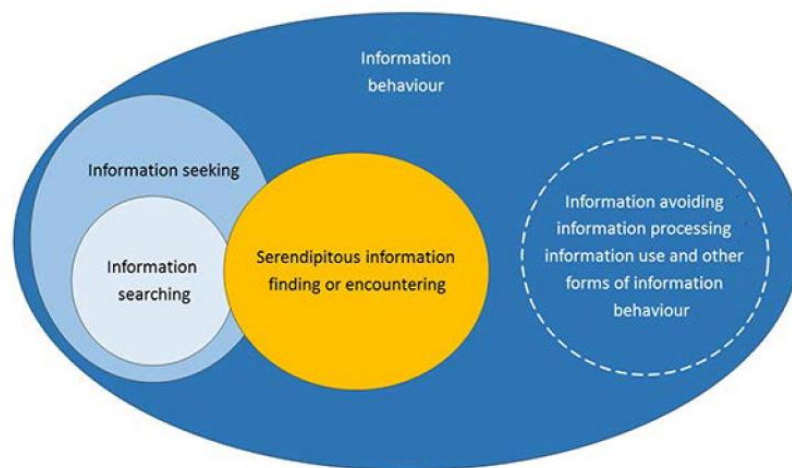 Information
behaviour
Information seeking
Information
searching
Serendipitous information
finding or encountering
Information avoiding
information processing
information use and other
forms of information
behaviour